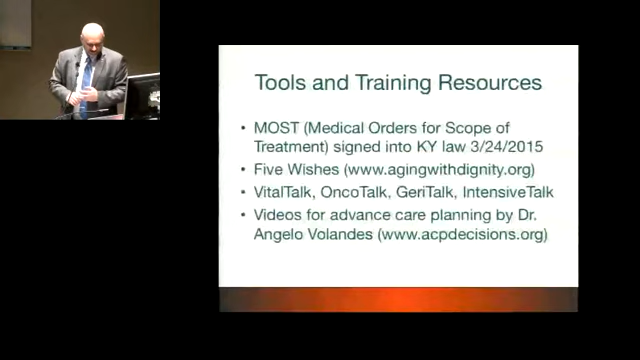 Tools and Training Resources
• MOST (Medical Orders for Scope of
Treatment) signed into KY law 3/24/2015
• Five Wishes (www.agingwithdignity.org)
• VitalTalk, OncoTalk, GeriTalk, IntensiveTalk
• Videos for advance care planning by Dr.
Angelo Volandes (www.acpdecisions.org)